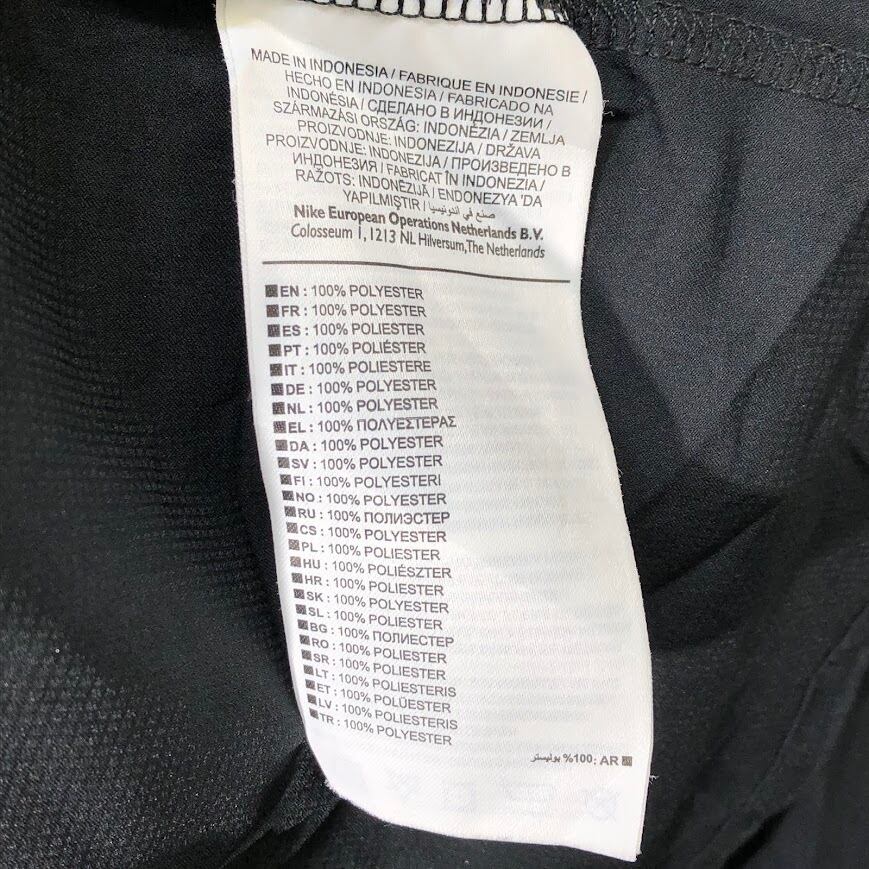 MADE IN INDONESIA / FABRIQUE EN INDONESIE /
HECHO EN INDONESIA / FABRICADO NA
INDONÉSIA / СДЕЛАНО В ИНДОНЕЗИИ /
SZÁRMAZÁSI ORSZÁG: INDONÉZIA / ZEMLJA
PROIZVODNJE: INDONEZIJA / DRŽAVA
PROIZVODNJE: INDONEZIJA / ПРОИЗВЕДЕНО В
ИНДОНЕЗИЯ / FABRICAT ÎN INDONEZIA /
RAŽOTS: INDONĒZIJĀ / ENDONEZYA 'DA
YAPILMIŞTIR / صنع في اندونيسيا
Nike European Operations Netherlands B.V.
Colosseum 1, 1213 NL Hilversum, The Netherlands
EN : 100% POLYESTER
FR : 100% POLYESTER
ES : 100% POLIESTER
PT : 100% POLIÉSTER
IT : 100% POLIESTERE
DE : 100% POLYESTER
NL : 100% POLYESTER
EL : 100% ΠΟΛΥΕΣΤΕΡΑΣ
DA : 100% POLYESTER
SV : 100% POLYESTER
FI : 100% POLYESTERI
NO : 100% POLYESTER
RU : 100% ПОЛИЭСТЕР
CS : 100% POLYESTER
PL : 100% POLIESTER
HU : 100% POLIÉSZTER
HR : 100% POLIESTER
SK : 100% POLYESTER
SL : 100% POLIESTER
BG : 100% ПОЛИЕСТЕР
RO : 100% POLIESTER
SR : 100% POLIESTER
LT : 100% POLIESTERIS
ET : 100% POLÜESTER
LV : 100% POLIESTERIS
TR : 100% POLYESTER
AR :100% بوليستر